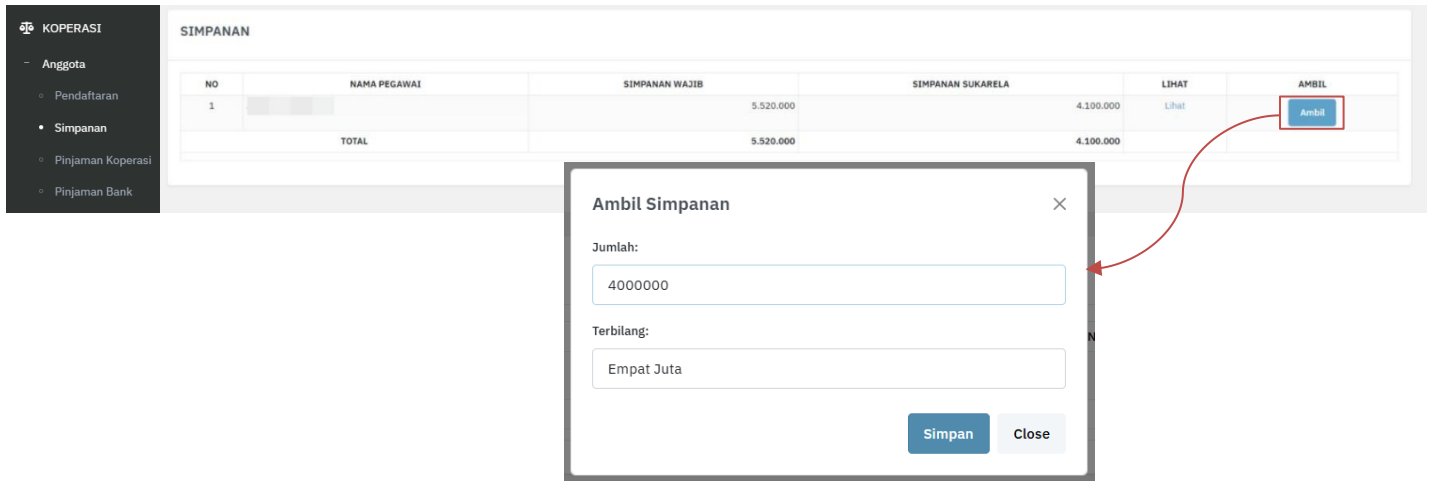 KOPERASI
Anggota
Pendaftaran
Simpanan
Pinjaman Koperasi
Pinjaman Bank
SIMPANAN
NO NAMA PEGAWAI SIMPANAN WAJIB SIMPANAN SUKARELA LIHAT AMBIL
1 5.520.000 4.100.000 Lihat Ambil
TOTAL 5.520.000 4.100.000
Ambil Simpanan
Jumlah:
4000000
Terbilang:
Empat Juta
Simpan Close
N